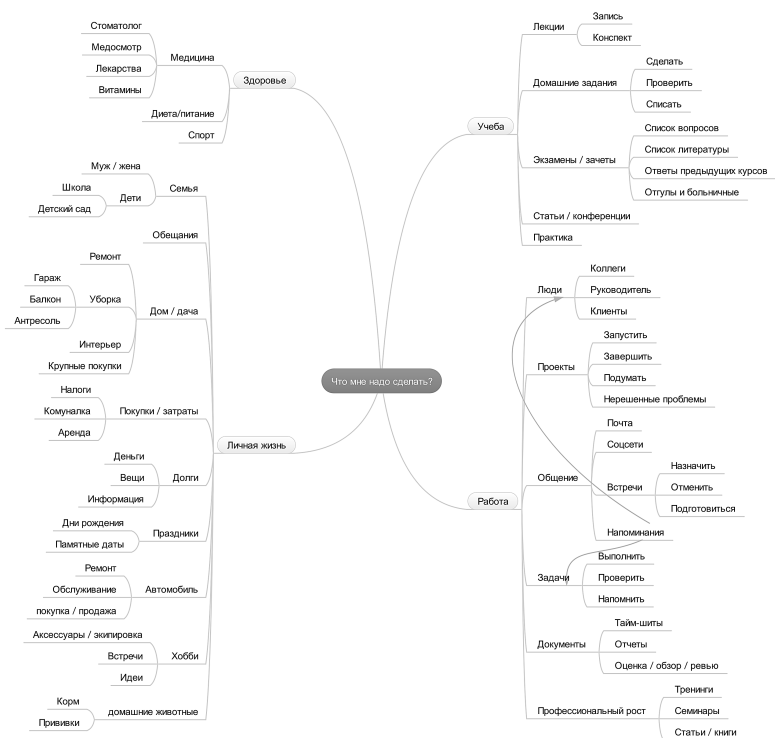 Что мне надо сделать?
Здоровье
Медицина
Стоматолог
Медосмотр
Лекарства
Витамины
Диета/питание
Спорт
Личная жизнь
Семья
Муж / жена
Дети
Школа
Детский сад
Обещания
Дом / дача
Ремонт
Уборка
Гараж
Балкон
Антресоль
Интерьер
Крупные покупки
Покупки / затраты
Налоги
Комуналка
Аренда
Долги
Деньги
Вещи
Информация
Праздники
Дни рождения
Памятные даты
Автомобиль
Ремонт
Обслуживание
покупка / продажа
Хобби
Аксессуары / экипировка
Встречи
Идеи
домашние животные
Корм
Прививки
Учеба
Лекции
Запись
Конспект
Домашние задания
Сделать
Проверить
Списать
Экзамены / зачеты
Список вопросов
Список литературы
Ответы предыдущих курсов
Отгулы и больничные
Статьи / конференции
Практика
Работа
Люди
Коллеги
Руководитель
Клиенты
Проекты
Запустить
Завершить
Подумать
Нерешенные проблемы
Общение
Почта
Соцсети
Встречи
Назначить
Отменить
Подготовиться
Напоминания
Задачи
Выполнить
Проверить
Напомнить
Документы
Тайм-шиты
Отчеты
Оценка / обзор / ревью
Профессиональный рост
Тренинги
Семинары
Статьи / книги